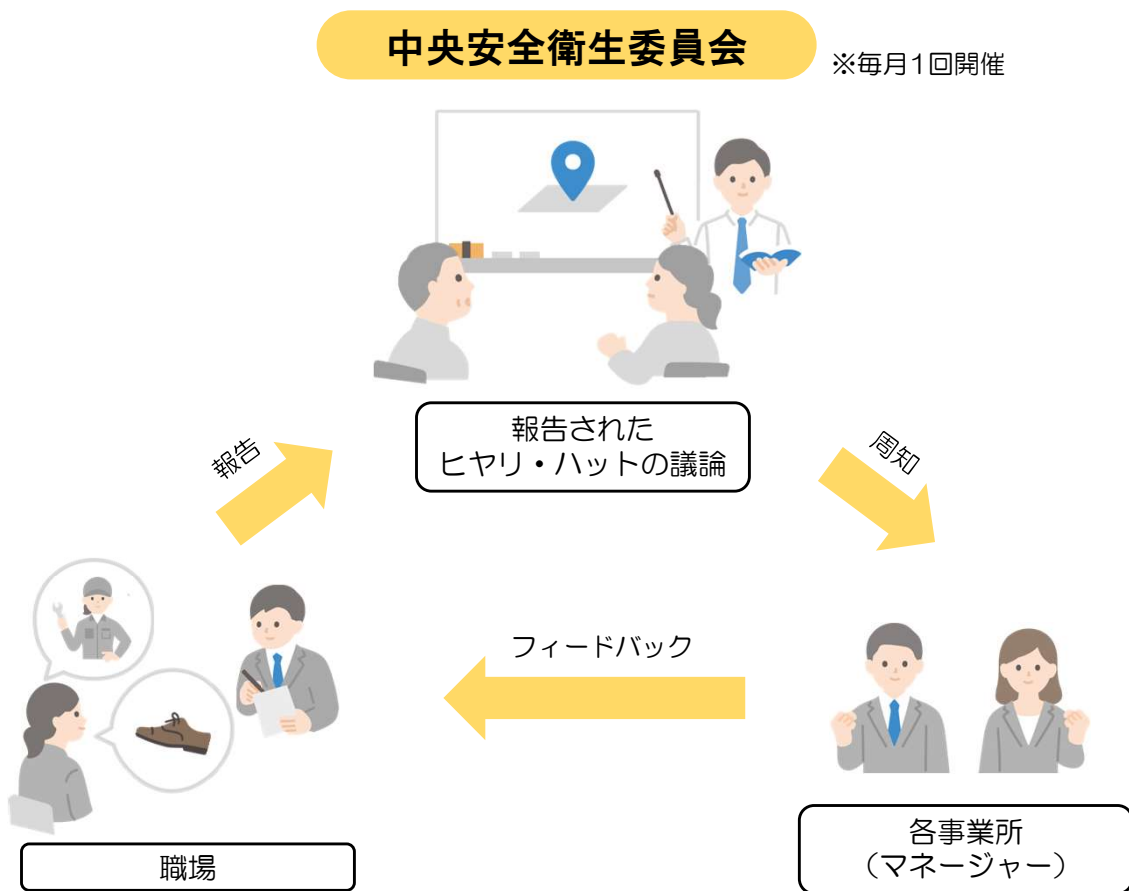 中央安全衛生委員会
※毎月1回開催
報告された
ヒヤリ・ハットの議論
報告
周知
フィードバック
職場
各事業所
（マネージャー）